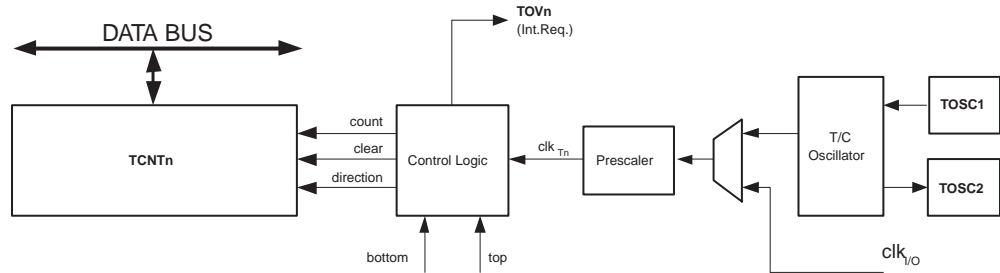 TOVn
(Int.Req.)
DATA BUS
TOSC1
count
T/C
Oscillator
TCNTn
clear
Control Logic
clk Tn
Prescaler
direction
TOSC2
bottom
top
clk I/O